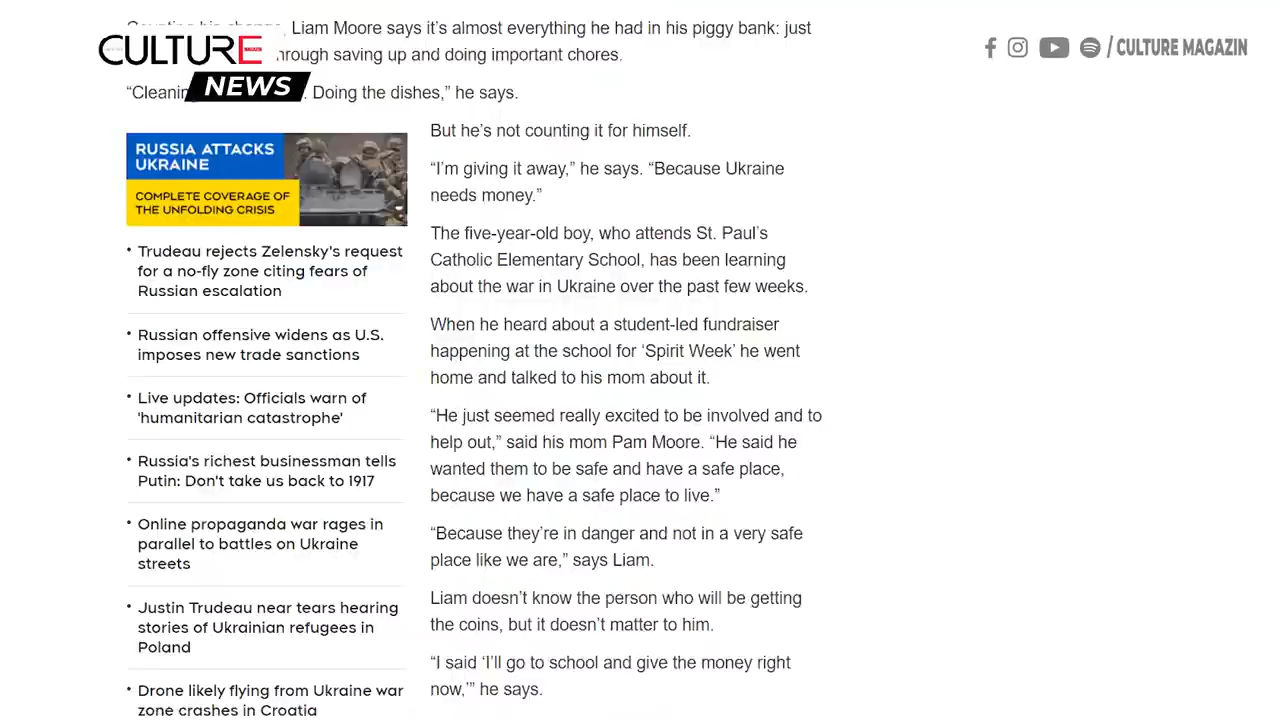 CULTURE
NEWS
/ CULTURE MAGAZIN
, Liam Moore says it’s almost everything he had in his piggy bank: just
through saving up and doing important chores.
. Doing the dishes,” he says.
RUSSIA ATTACKS
UKRAINE
COMPLETE COVERAGE OF
THE UNFOLDING CRISIS
• Trudeau rejects Zelensky's request
for a no-fly zone citing fears of
Russian escalation
• Russian offensive widens as U.S.
imposes new trade sanctions
• Live updates: Officials warn of
'humanitarian catastrophe'
• Russia's richest businessman tells
Putin: Don't take us back to 1917
• Online propaganda war rages in
parallel to battles on Ukraine
streets
• Justin Trudeau near tears hearing
stories of Ukrainian refugees in
Poland
• Drone likely flying from Ukraine war
zone crashes in Croatia
But he’s not counting it for himself.
“I’m giving it away,” he says. “Because Ukraine
needs money.”
The five-year-old boy, who attends St. Paul’s
Catholic Elementary School, has been learning
about the war in Ukraine over the past few weeks.
When he heard about a student-led fundraiser
happening at the school for ‘Spirit Week’ he went
home and talked to his mom about it.
“He just seemed really excited to be involved and to
help out,” said his mom Pam Moore. “He said he
wanted them to be safe and have a safe place,
because we have a safe place to live.”
“Because they’re in danger and not in a very safe
place like we are,” says Liam.
Liam doesn’t know the person who will be getting
the coins, but it doesn’t matter to him.
“I said ‘I’ll go to school and give the money right
now,’” he says.